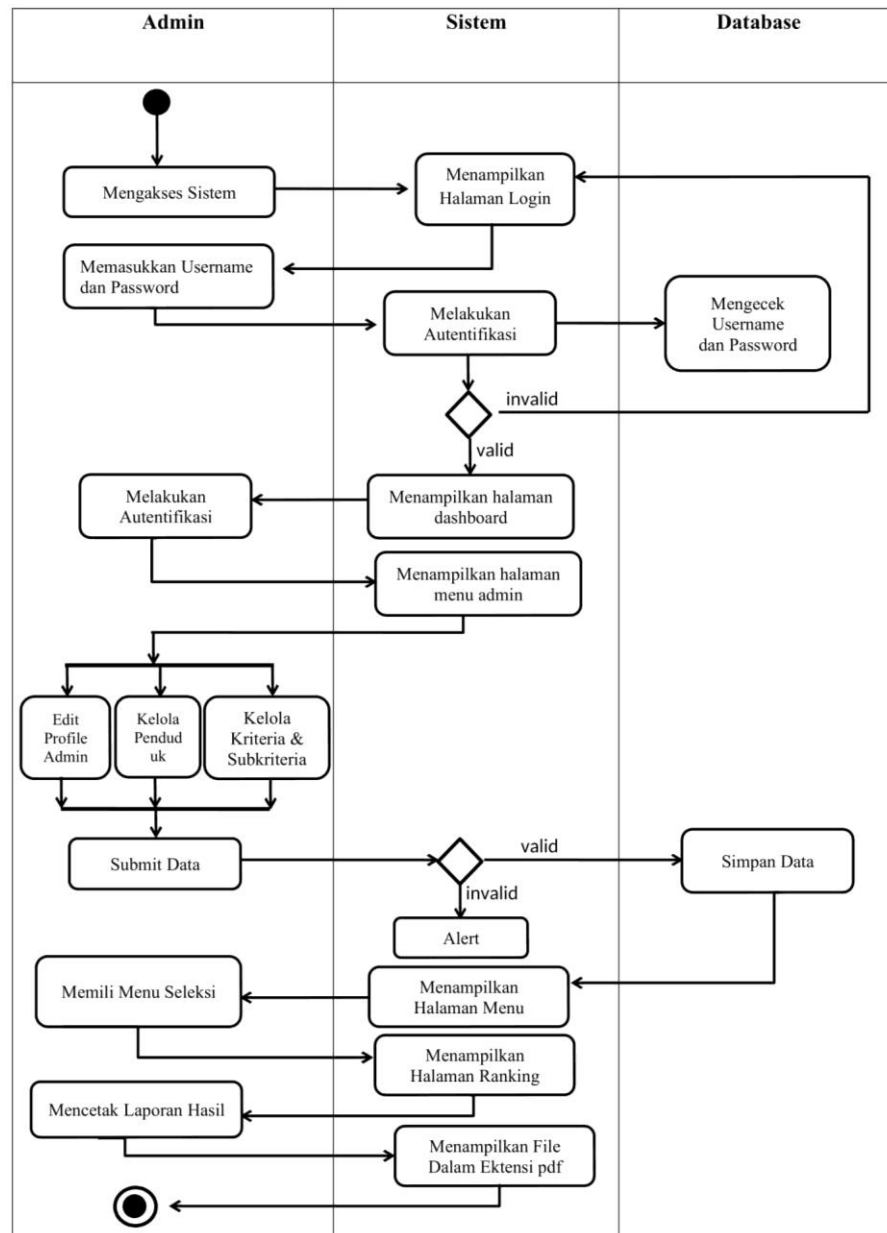 Admin
Sistem
Database
Mengakses Sistem
Menampilkan
Halaman Login
Memasukkan Username
dan Password
Melakukan
Autentifikasi
Mengecek
Username
dan Password
invalid
valid
Melakukan
Autentifikasi
Menampilkan halaman
dashboard
Menampilkan halaman
menu admin
Edit
Profile
Admin
Kelola
Pendud
uk
Kelola
Kriteria &
Subkriteria
Submit Data
valid
Simpan Data
invalid
Alert
Memili Menu Seleksi
Menampilkan
Halaman Menu
Menampilkan
Halaman Ranking
Mencetak Laporan Hasil
Menampilkan File
Dalam Ektensi pdf